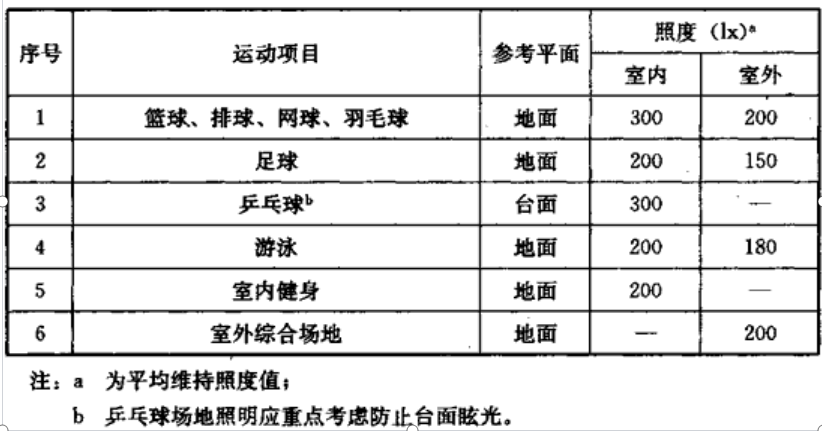 序号 运动项目 参考平面 照度（lx）a
室内 室外
1 篮球、排球、网球、羽毛球 地面 300 200
2 足球 地面 200 150
3 乒乓球b 台面 300 —
4 游泳 地面 200 180
5 室内健身 地面 200 —
6 室外综合场地 地面 — 200
注：a 为平均维持照度值；
b 乒乓球场地照明应重点考虑防止台面眩光。